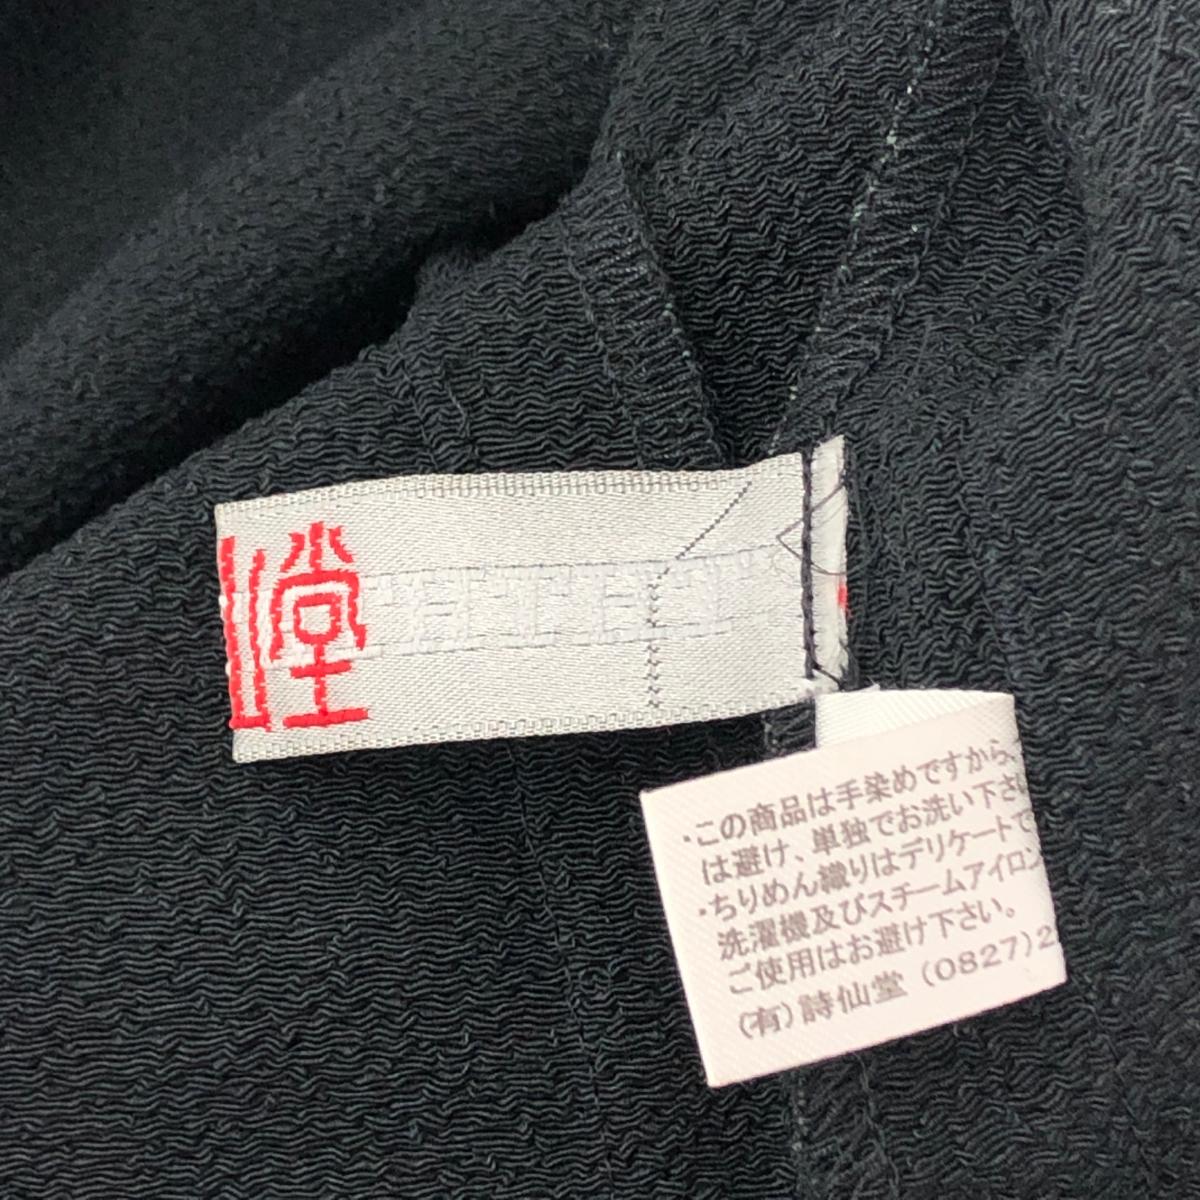 堂
・この商品は手染めですから、
は避け、単独でお洗い下さ
・ちりめん織りはデリケートで
洗濯機及びスチームアイロン
ご使用はお避け下さい。
(有)詩仙堂 (0827)2